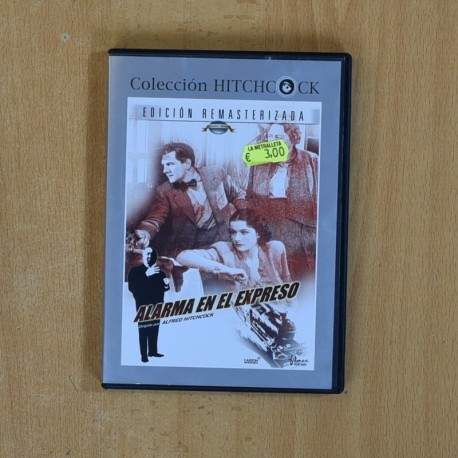 Colección HITCHCOCK
EDICIÓN REMASTERIZADA
LA METRALLETA
€ 3,00
ALARMA EN EL EXPRESO
dirigida por ALFRED HITCHCOCK